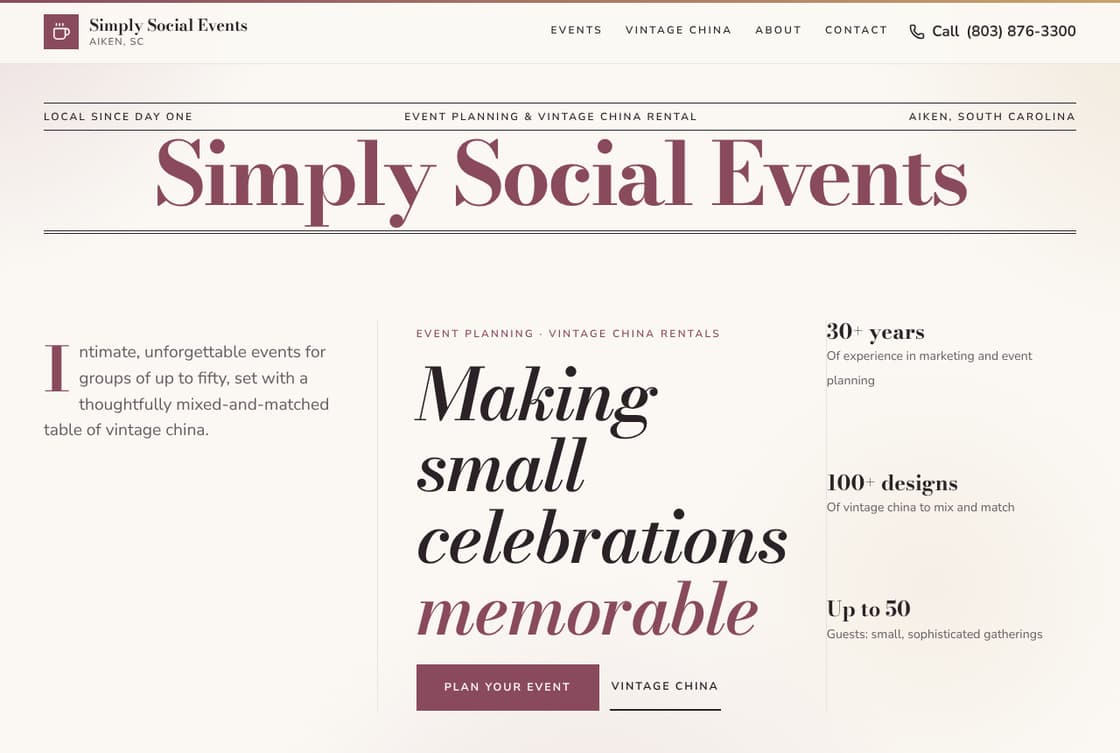 Simply Social Events
AIKEN, SC
EVENTS
VINTAGE CHINA
ABOUT
CONTACT
Call (803) 876-3300
LOCAL SINCE DAY ONE
EVENT PLANNING & VINTAGE CHINA RENTAL
AIKEN, SOUTH CAROLINA
Simply Social Events
Intimate, unforgettable events for
groups of up to fifty, set with a
thoughtfully mixed-and-matched
table of vintage china.
EVENT PLANNING · VINTAGE CHINA RENTALS
Making
small
celebrations
memorable
PLAN YOUR EVENT
VINTAGE CHINA
30+ years
Of experience in marketing and event
planning
100+ designs
Of vintage china to mix and match
Up to 50
Guests: small, sophisticated gatherings